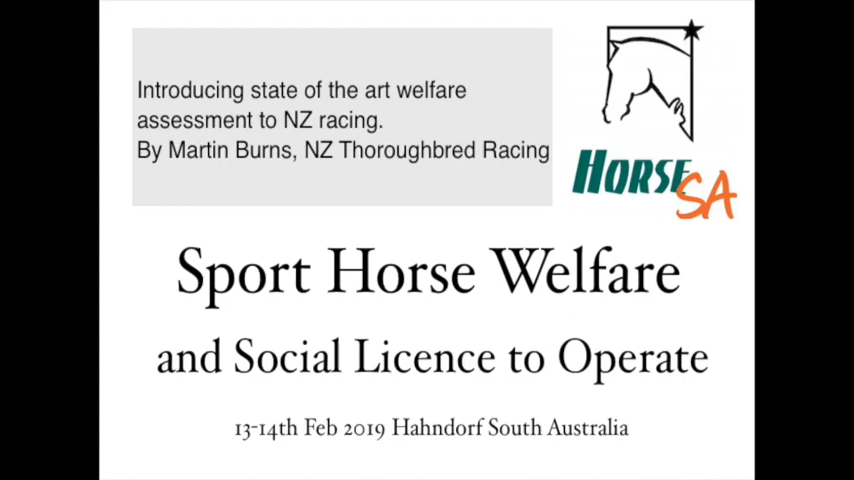 Introducing state of the art welfare
assessment to NZ racing.
By Martin Burns, NZ Thoroughbred Racing
HORSE
SA
Sport Horse Welfare
and Social Licence to Operate
13-14th Feb 2019 Hahndorf South Australia